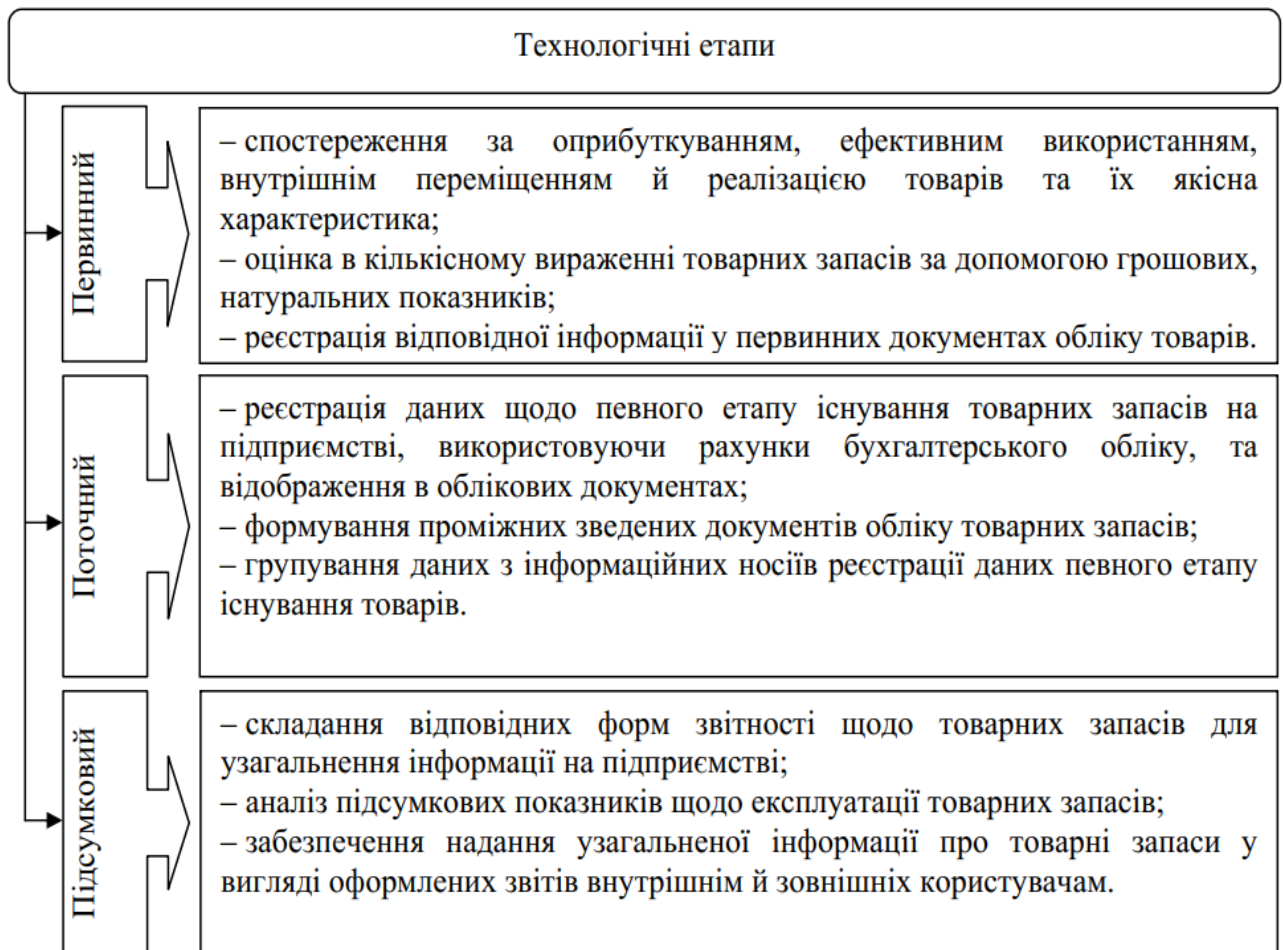 Технологічні етапи
Первинний
– спостереження за оприбуткуванням, ефективним використанням,
внутрішнім переміщенням й реалізацією товарів та їх якісна
характеристика;
– оцінка в кількісному вираженні товарних запасів за допомогою грошових,
натуральних показників;
– реєстрація відповідної інформації у первинних документах обліку товарів.
Поточний
– реєстрація даних щодо певного етапу існування товарних запасів на
підприємстві, використовуючи рахунки бухгалтерського обліку, та
відображення в облікових документах;
– формування проміжних зведених документів обліку товарних запасів;
– групування даних з інформаційних носіїв реєстрації даних певного етапу
існування товарів.
Підсумковий
– складання відповідних форм звітності щодо товарних запасів для
узагальнення інформації на підприємстві;
– аналіз підсумкових показників щодо експлуатації товарних запасів;
– забезпечення надання узагальненої інформації про товарні запаси у
вигляді оформлених звітів внутрішнім й зовнішніх користувачам.